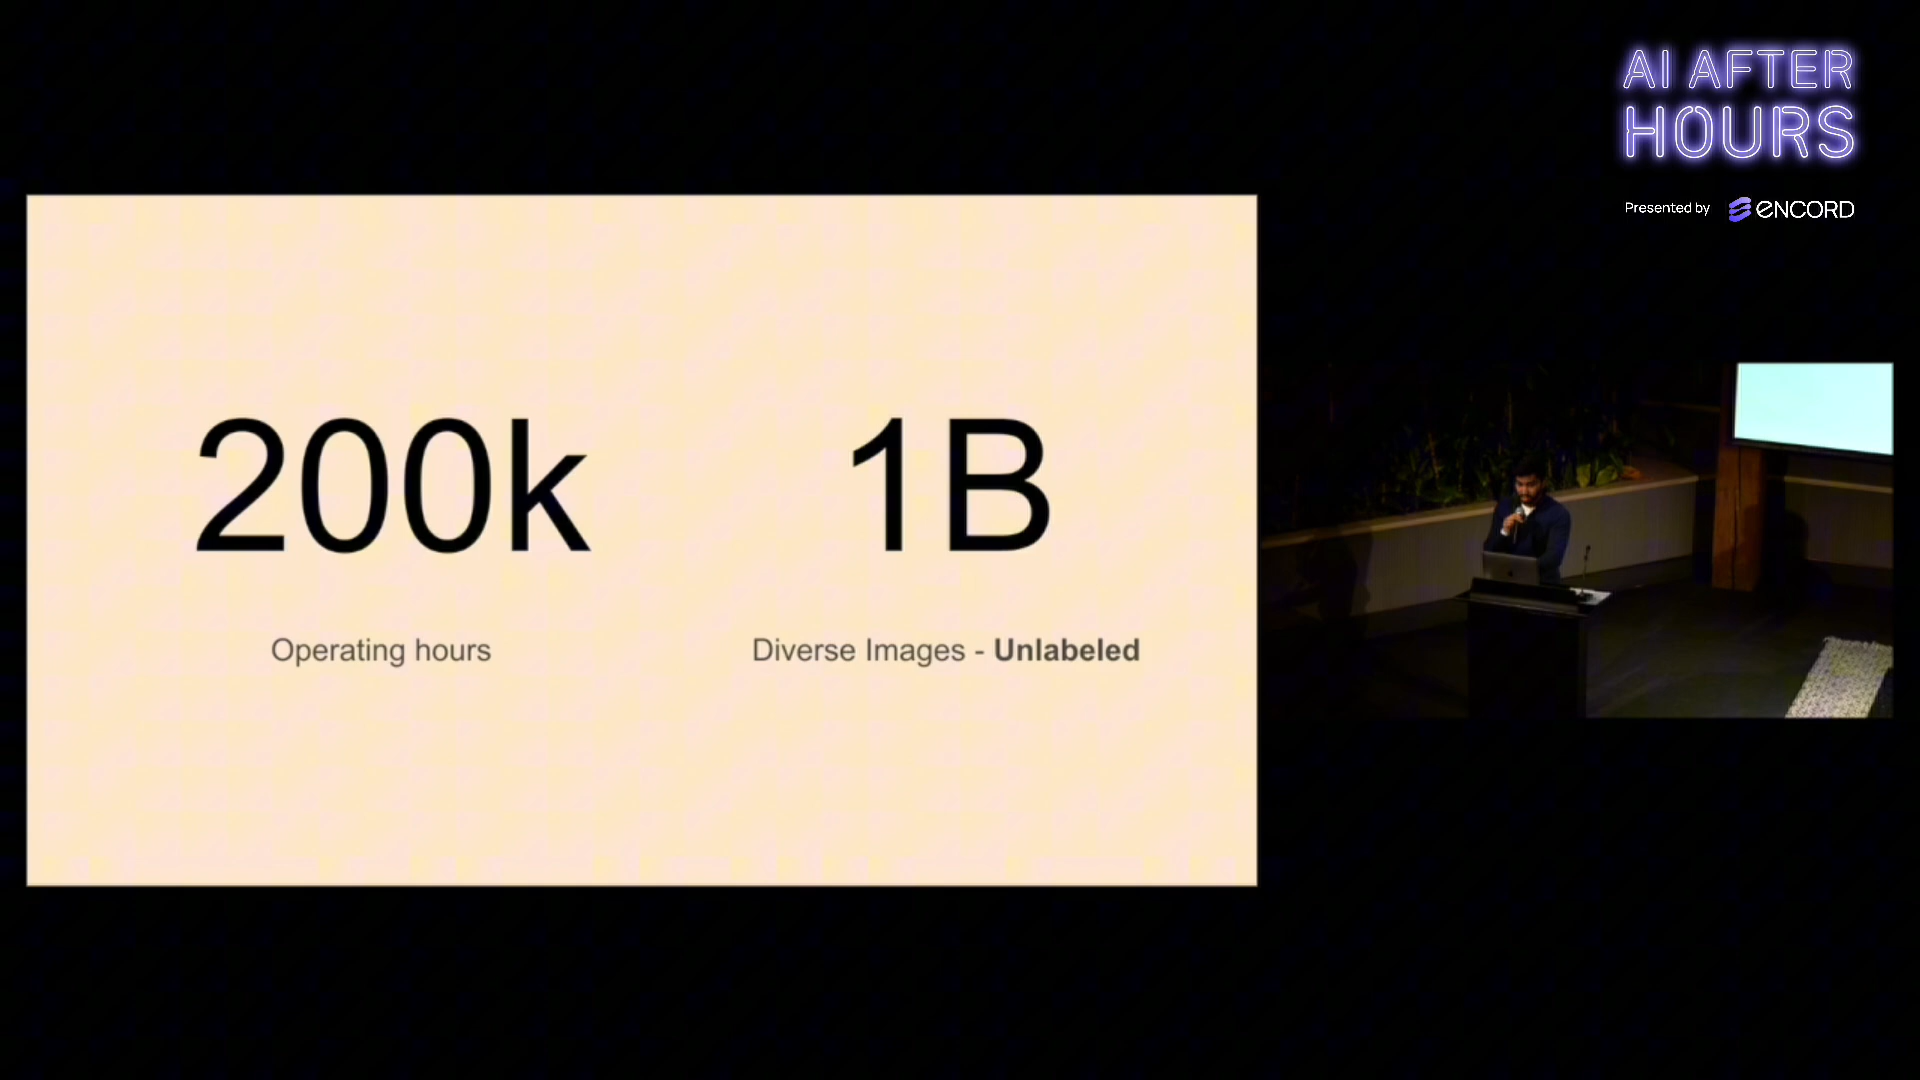 AI AFTER
HOURS
Presented by ENCORD
200k
1B
Operating hours
Diverse Images - Unlabeled